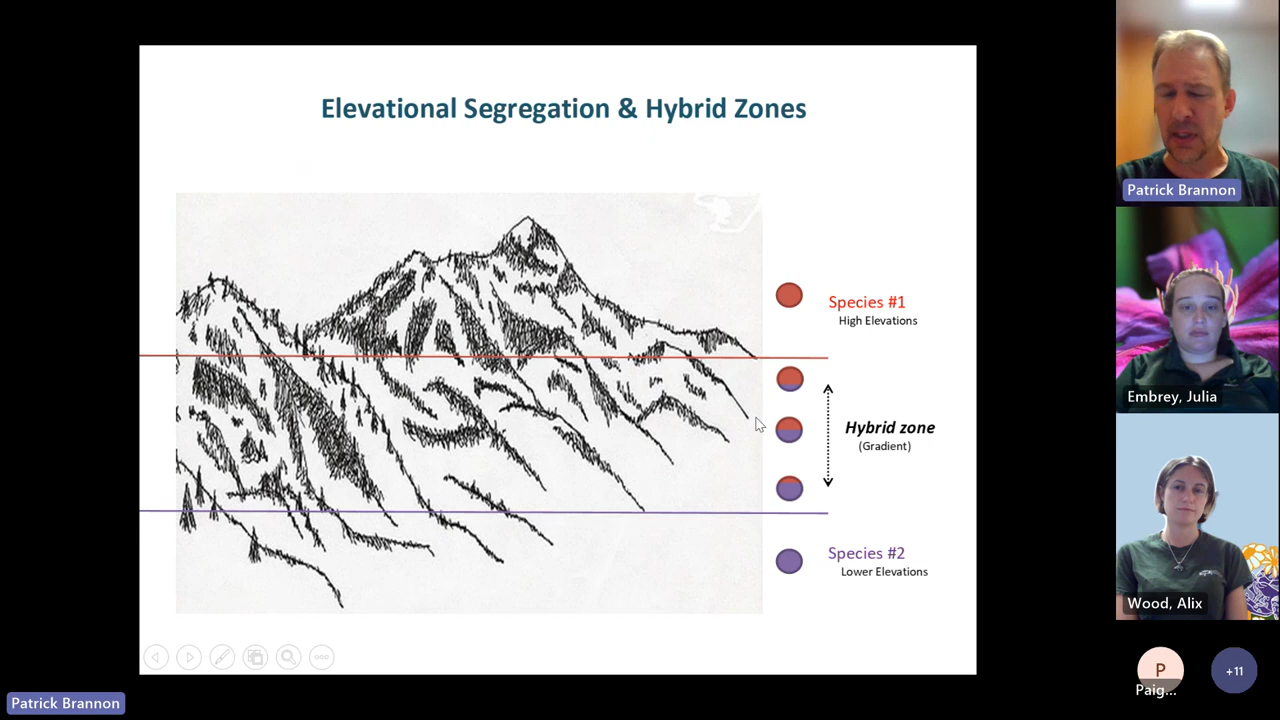 Elevational Segregation & Hybrid Zones
Species #1
High Elevations
Hybrid zone
(Gradient)
Species #2
Lower Elevations
Patrick Brannon
Patrick Brannon
Embrey, Julia
Wood, Alix
P
Paig...
+11